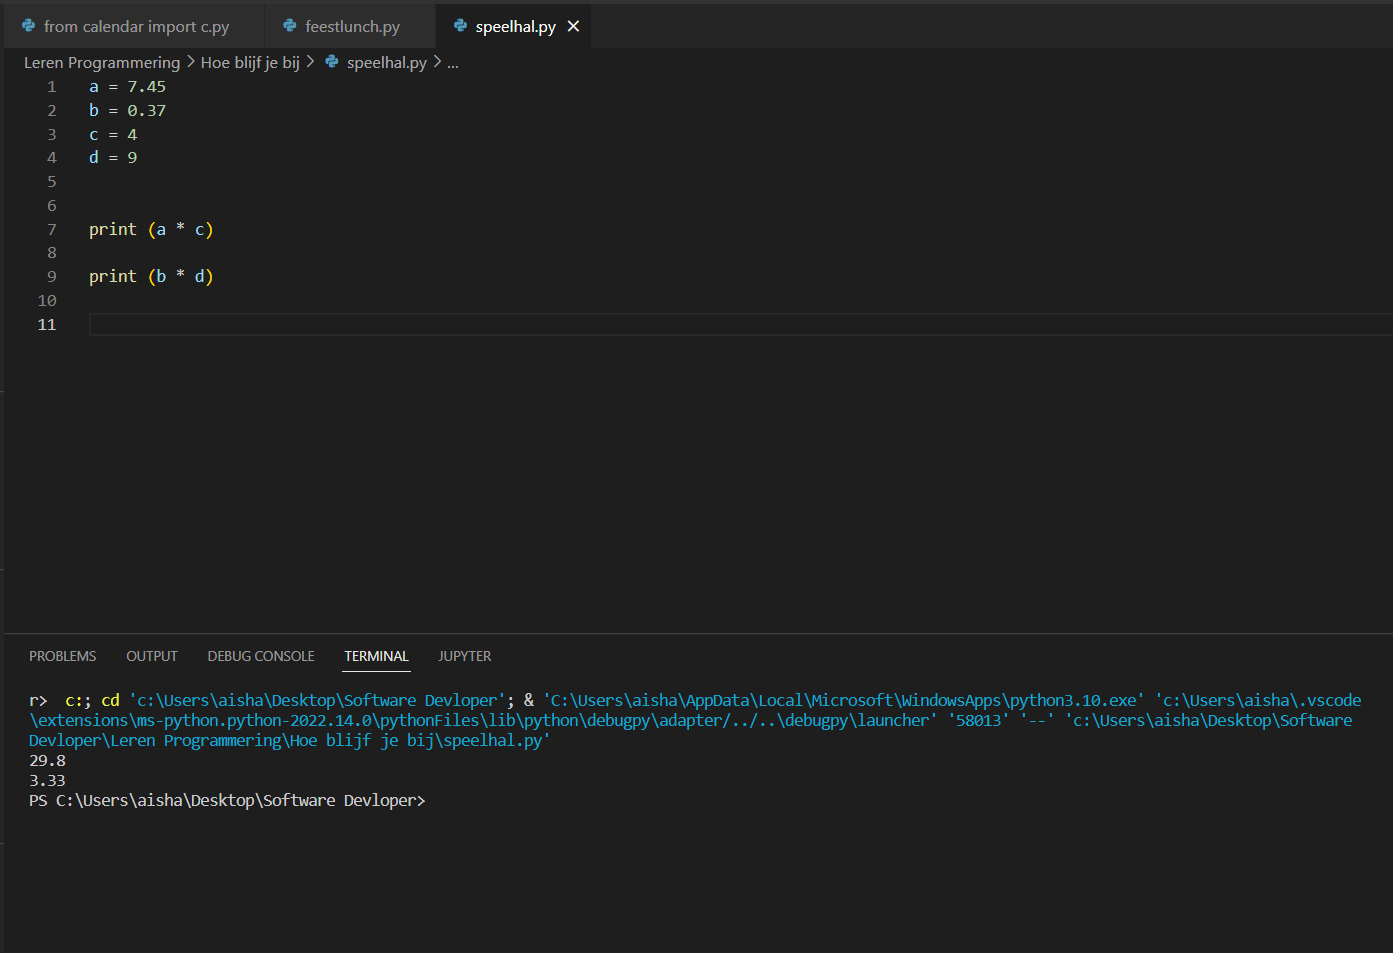 from calendar import c.py feestlunch.py speelhal.py
Leren Programmering > Hoe blijf je bij > speelhal.py > ...
1 a = 7.45
2 b = 0.37
3 c = 4
4 d = 9
5
6
7 print (a * c)
8
9 print (b * d)
10
11
PROBLEMS OUTPUT DEBUG CONSOLE TERMINAL JUPYTER
r>  c:; cd 'c:\Users\aisha\Desktop\Software Devloper'; & 'C:\Users\aisha\AppData\Local\Microsoft\WindowsApps\python3.10.exe' 'c:\Users\aisha\.vscode
\extensions\ms-python.python-2022.14.0\pythonFiles\lib\python\debugpy\adapter/../..\debugpy\launcher' '58013' '--' 'c:\Users\aisha\Desktop\Software
Devloper\Leren Programmering\Hoe blijf je bij\speelhal.py'
29.8
3.33
PS C:\Users\aisha\Desktop\Software Devloper>